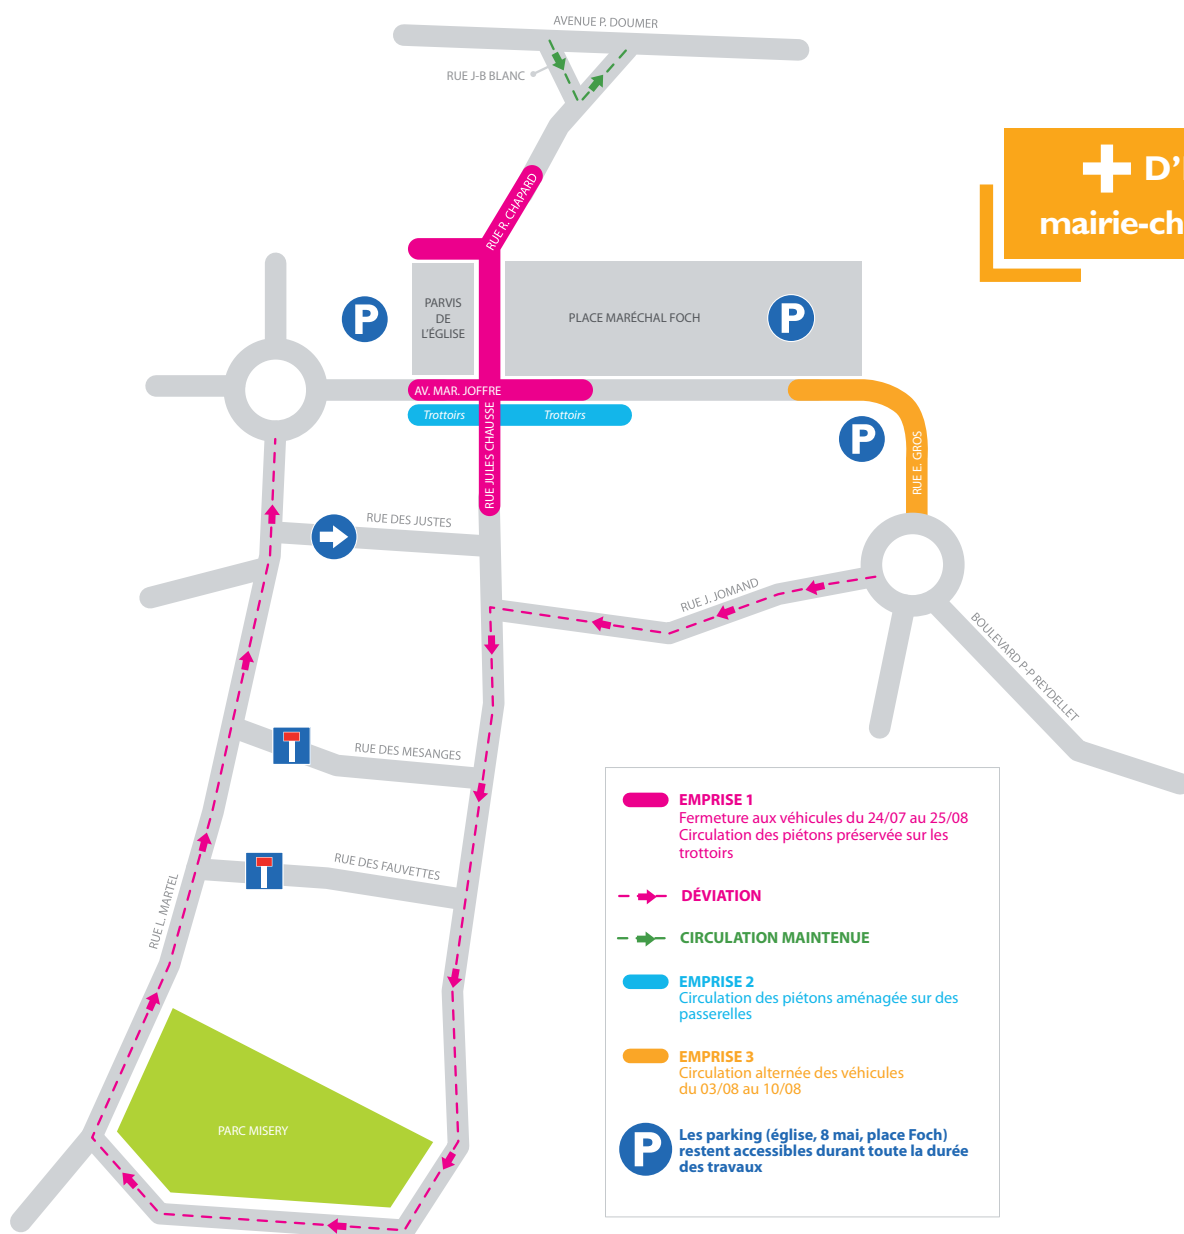 AVENUE P. DOUMER
RUE J-B BLANC
D'
mairie-ch
RUE R. CHAPARD
PARVIS
DE
L'ÉGLISE
PLACE MARÉCHAL FOCH
P
P
AV. MAR. JOFFRE
Trottoirs
Trottoirs
RUE JULES CHAUSSE
P
RUE E. GROS
RUE DES JUSTES
RUE J. JOMAND
BOULEVARD P-P REYDELLET
RUE DES MESANGES
RUE DES FAUVETTES
RUE L. MARTEL
PARC MISERY
EMPRISE 1
Fermeture aux véhicules du 24/07 au 25/08
Circulation des piétons préservée sur les
trottoirs
DÉVIATION
CIRCULATION MAINTENUE
EMPRISE 2
Circulation des piétons aménagée sur des
passerelles
EMPRISE 3
Circulation alternée des véhicules
du 03/08 au 10/08
P
Les parking (église, 8 mai, place Foch)
restent accessibles durant toute la durée
des travaux